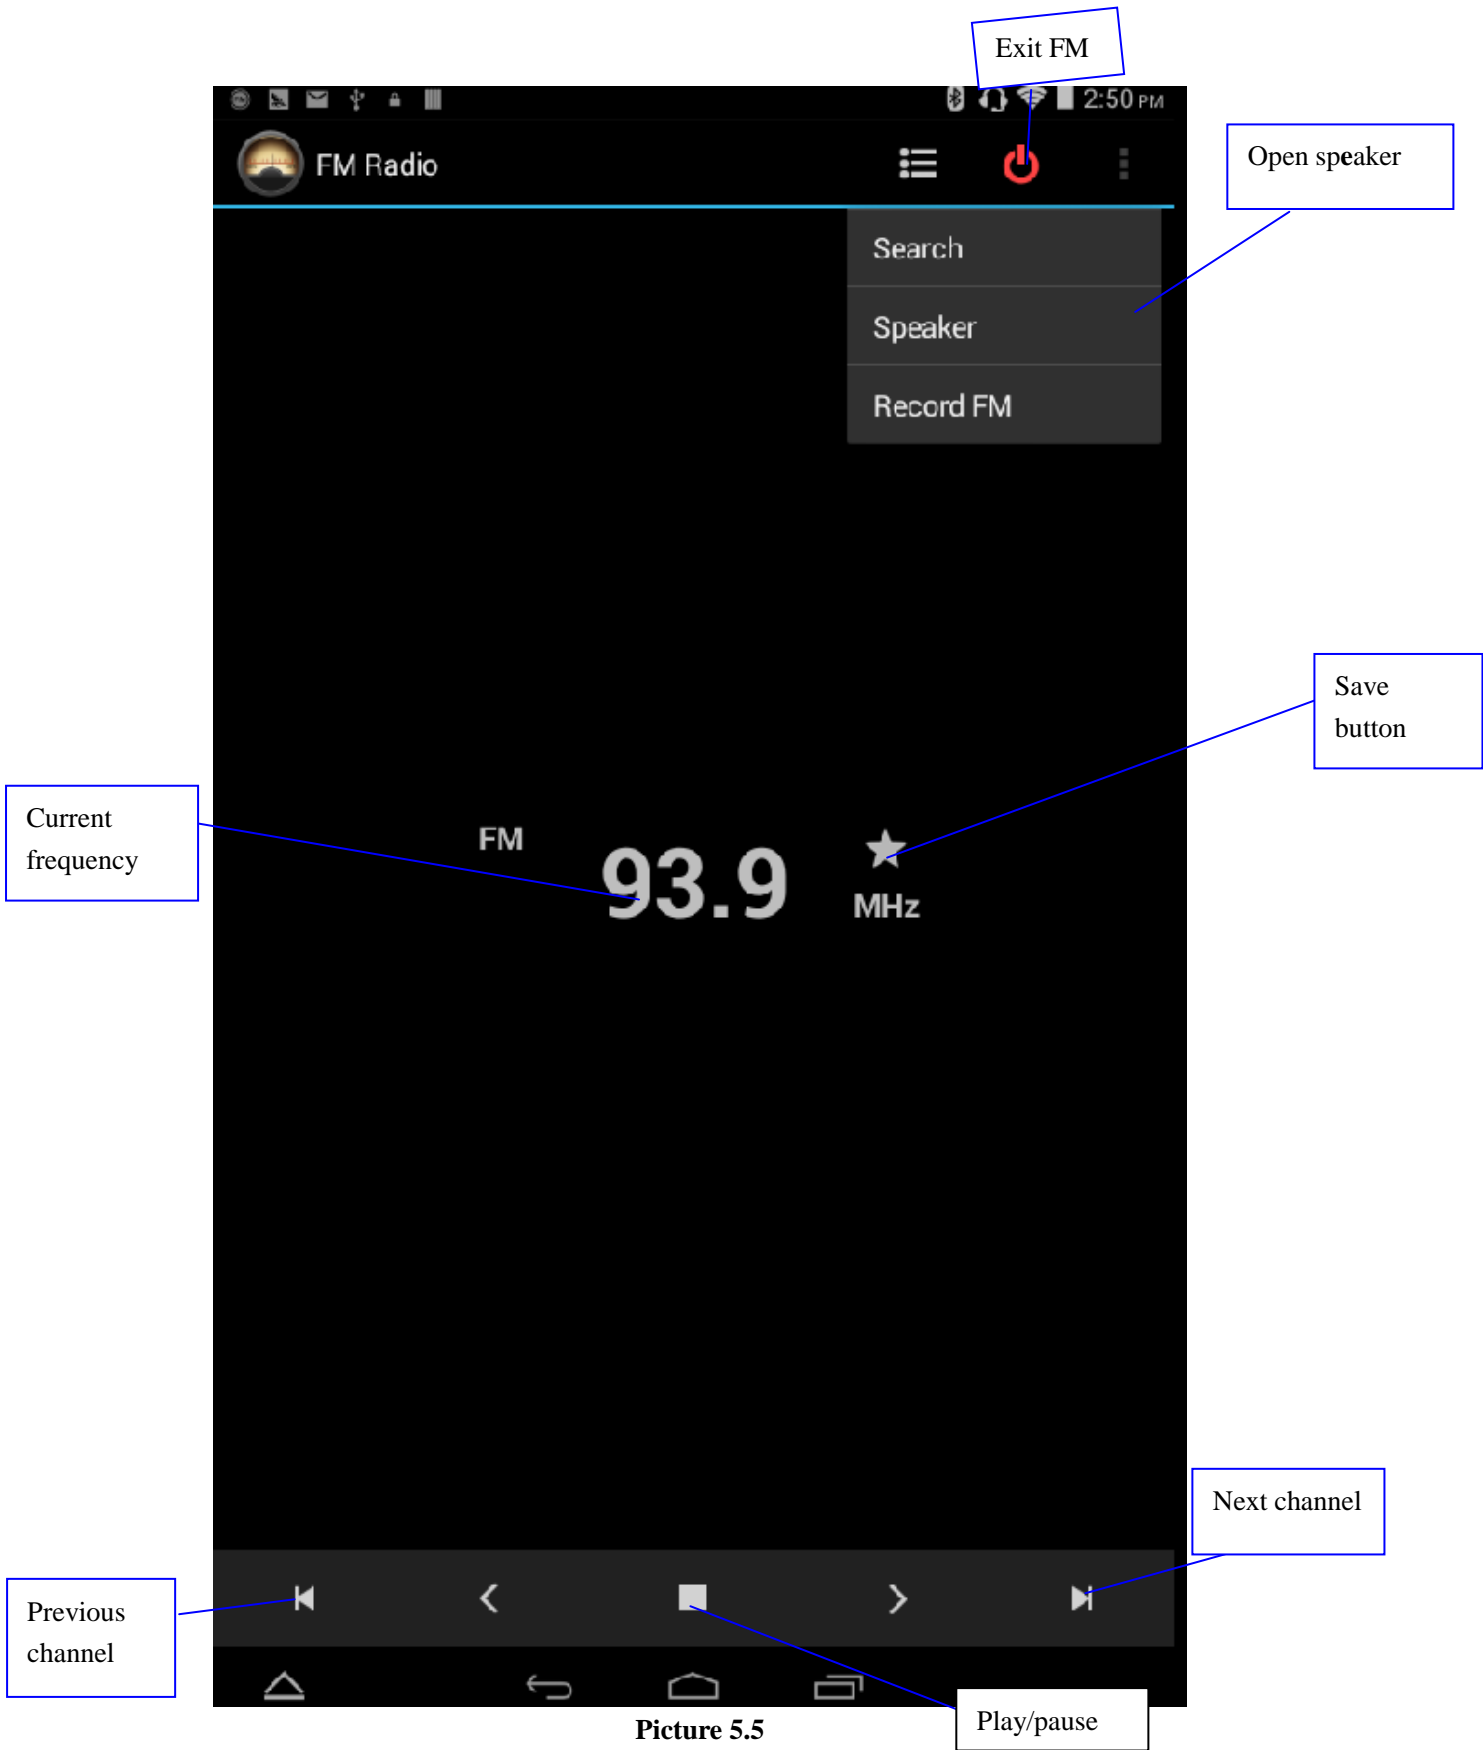 Exit FM
2:50 PM
FM Radio
Open speaker
Search
Speaker
Record FM
Save
button
Current
frequency
FM
93.9
MHz
Next channel
Previous
channel
Play/pause
Picture 5.5